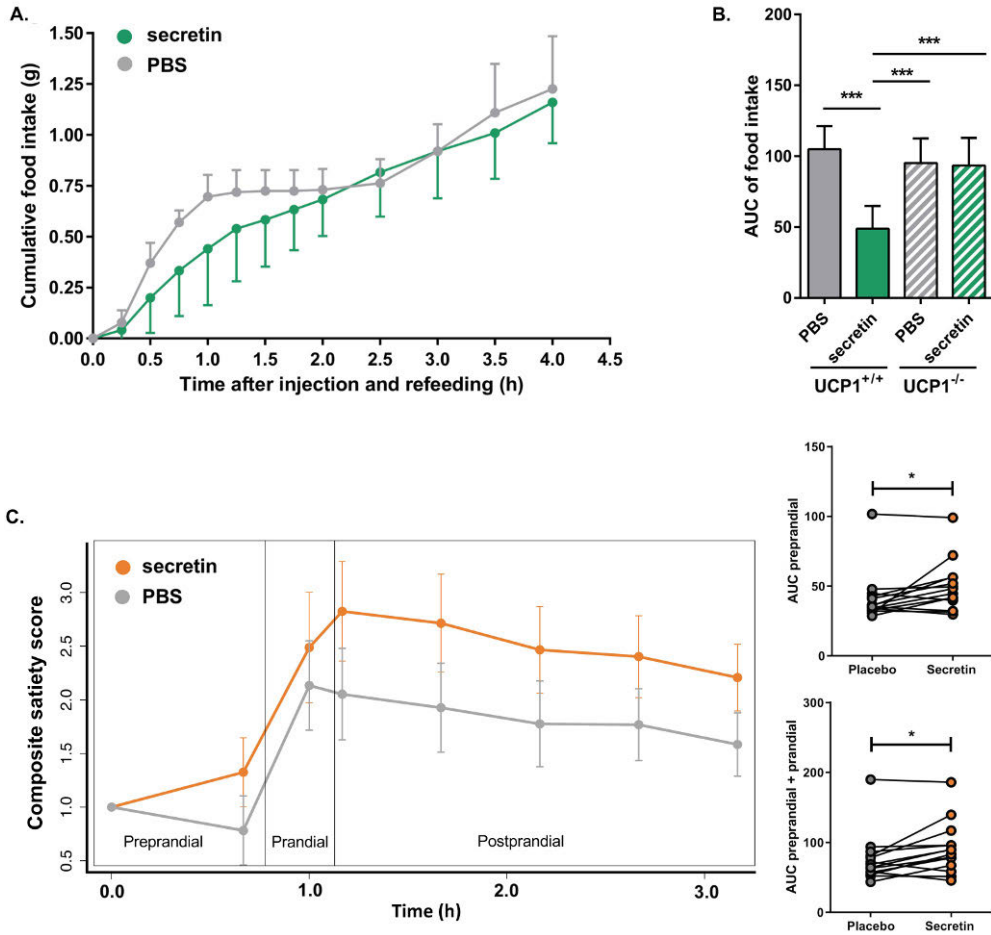 A.
secretin
PBS
Cumulative food intake (g)
1.50
1.25
1.00
0.75
0.50
0.25
0.00
0.0 0.5 1.0 1.5 2.0 2.5 3.0 3.5 4.0 4.5
Time after injection and refeeding (h)
B.
AUC of food intake
200
150
100
50
0
***
***
***
PBS
secretin
PBS
secretin
UCP1+/+ UCP1-/-
C.
secretin
PBS
Composite satiety score
3.0
2.5
2.0
1.5
1.0
0.5
Preprandial Prandial Postprandial
0.0 1.0 2.0 3.0
Time (h)
AUC preprandial
150
100
50
0
*
Placebo Secretin
AUC preprandial + prandial
300
200
100
0
*
Placebo Secretin